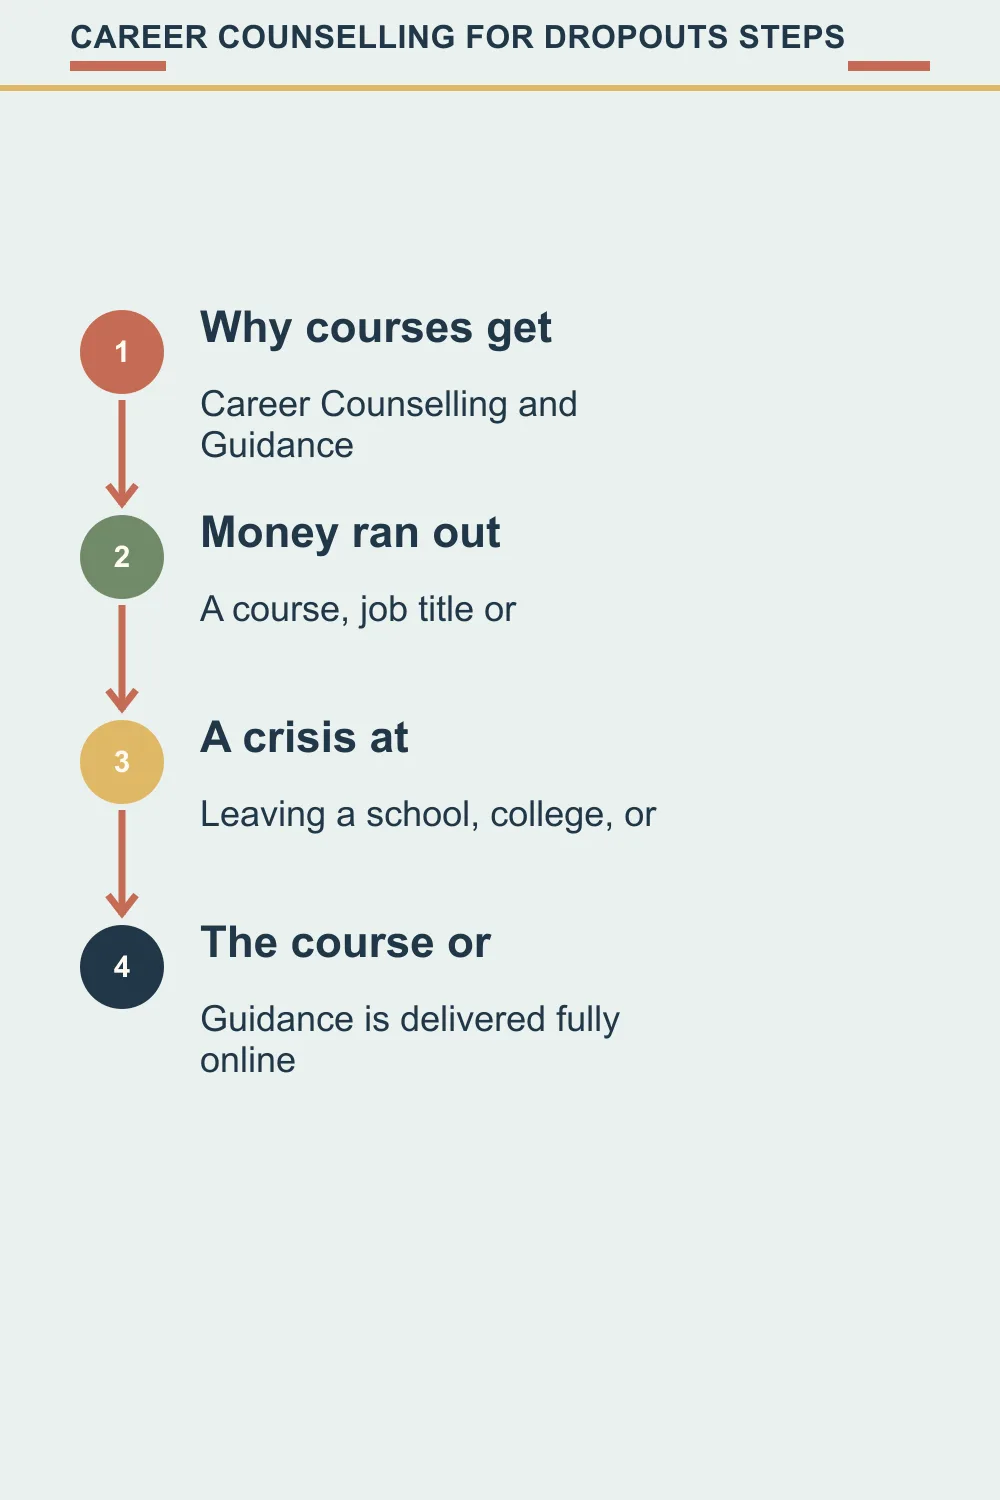 CAREER COUNSELLING FOR DROPOUTS STEPS
1
Why courses get
Career Counselling and
Guidance
2
Money ran out
A course, job title or
3
A crisis at
Leaving a school, college, or
4
The course or
Guidance is delivered fully
online